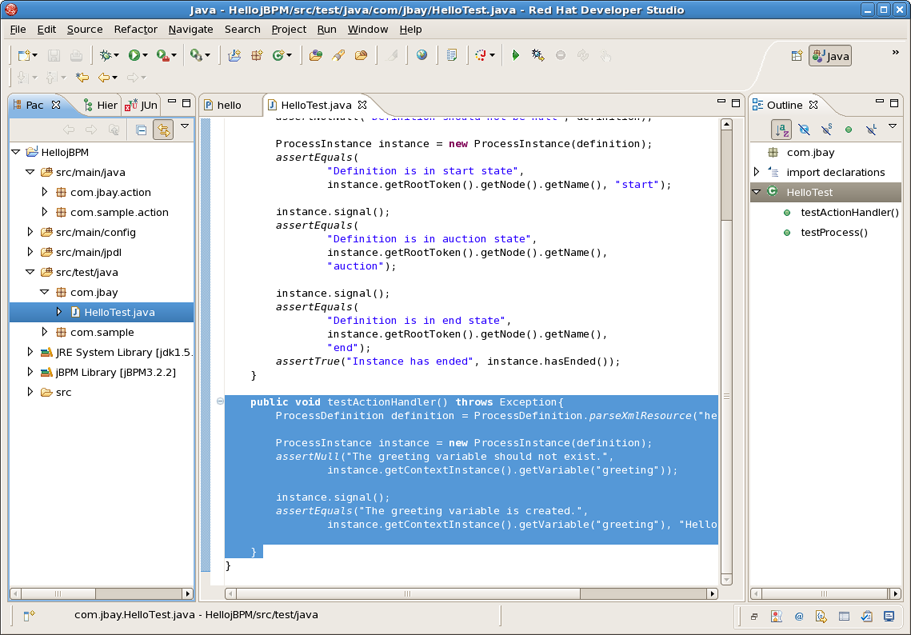 Java - HellojBPM/src/test/java/com/jbay/HelloTest.java - Red Hat Developer Studio
File Edit Source Refactor Navigate Search Project Run Window Help
Java
»
Pac Hier JUn
HellojBPM
src/main/java
com.jbay.action
com.sample.action
src/main/config
src/main/jpdl
src/test/java
com.jbay
HelloTest.java
com.sample
JRE System Library [jdk1.5.
jBPM Library [jBPM3.2.2]
src
hello HelloTest.java
assertNotNull("Definition should not be null", definition);
ProcessInstance instance = new ProcessInstance(definition);
assertEquals(
"Definition is in start state",
instance.getRootToken().getNode().getName(), "start");
instance.signal();
assertEquals(
"Definition is in auction state",
instance.getRootToken().getNode().getName(),
"auction");
instance.signal();
assertEquals(
"Definition is in end state",
instance.getRootToken().getNode().getName(),
"end");
assertTrue("Instance has ended", instance.hasEnded());
}
public void testActionHandler() throws Exception{
ProcessDefinition definition = ProcessDefinition.parseXmlResource("he
ProcessInstance instance = new ProcessInstance(definition);
assertNull("The greeting variable should not exist.",
instance.getContextInstance().getVariable("greeting"));
instance.signal();
assertEquals("The greeting variable is created.",
instance.getContextInstance().getVariable("greeting"), "Hello
}
}
Outline
com.jbay
import declarations
HelloTest
testActionHandler()
testProcess()
com.jbay.HelloTest.java - HellojBPM/src/test/java